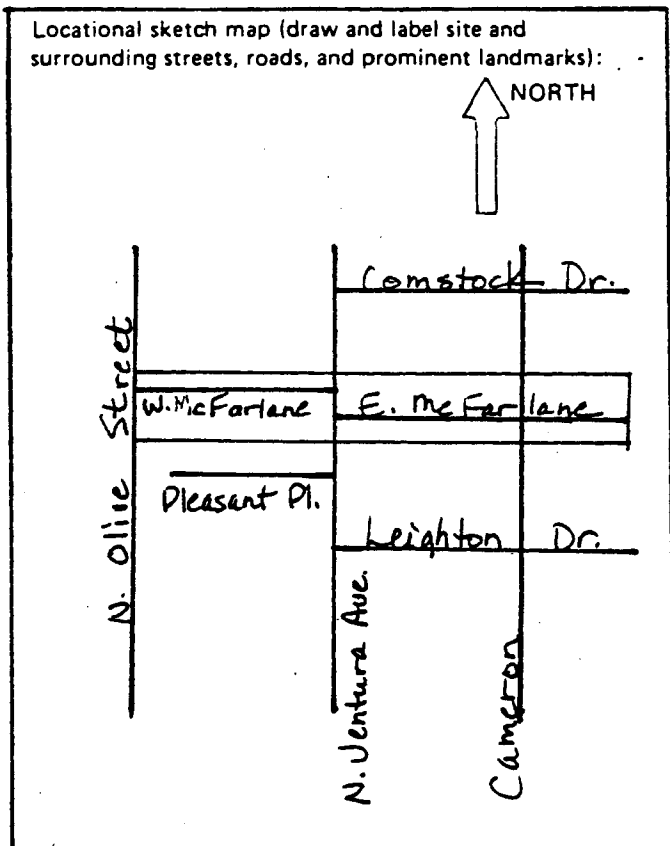 Locational sketch map (draw and label site and
surrounding streets, roads, and prominent landmarks):
NORTH
Comstock Dr.
N. Olive Street
W. McFarlane
E. McFarlane
Pleasant Pl.
Leighton Dr.
N. Ventura Ave.
Cameron